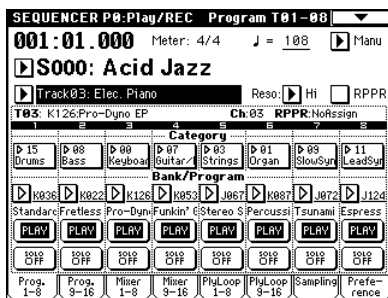 SEQUENCER P0:Play/REC Program T01-08
001:01.000 Meter: 4/4 ♩ = 108 Manu
S000: Acid Jazz
Track03: Elec. Piano Reso: Hi RPPR
T03: K126:Pro-Dyno EP Ch:03 RPPR:NoAssign
1 2 3 4 5 6 7 8
Category
15 08 00 07 03 01 09 11
Drums Bass Keyboar Guitar/ Strings Organ SlowSyn LeadSyn
Bank/Program
K036 K022 K126 K053 J067 K087 J072 J124
Standarc Fretless Pro-Dyn Funkin' G Stereo S Percussi Tsunami Espress
PLAY PLAY PLAY PLAY PLAY PLAY PLAY PLAY
SOLO OFF SOLO OFF SOLO OFF SOLO OFF SOLO OFF SOLO OFF SOLO OFF SOLO OFF
Prog. 1-8 Prog. 9-16 Mixer 1-8 Mixer 9-16 PlyLoop 1-8 PlyLoop 9-16 Sampling Prefe-rence